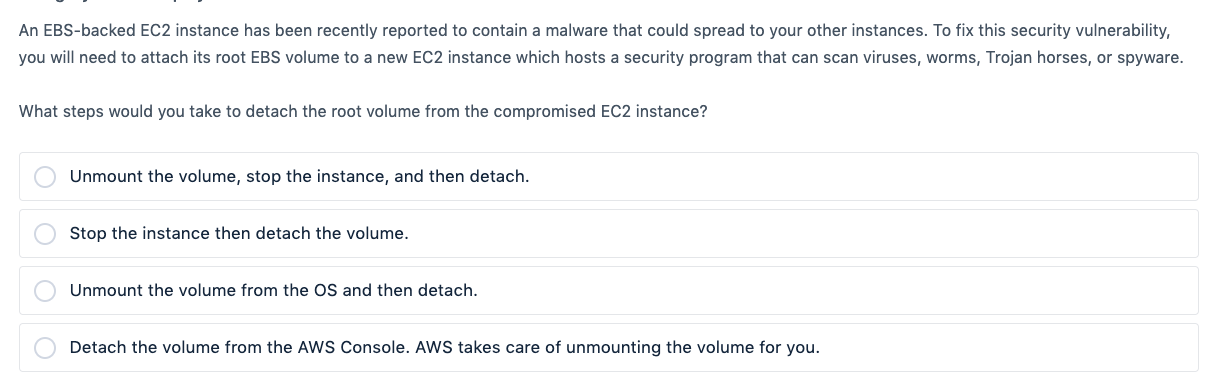 An EBS-backed EC2 instance has been recently reported to contain a malware that could spread to your other instances. To fix this security vulnerability,
you will need to attach its root EBS volume to a new EC2 instance which hosts a security program that can scan viruses, worms, Trojan horses, or spyware.
What steps would you take to detach the root volume from the compromised EC2 instance?
Unmount the volume, stop the instance, and then detach.
Stop the instance then detach the volume.
Unmount the volume from the OS and then detach.
Detach the volume from the AWS Console. AWS takes care of unmounting the volume for you.